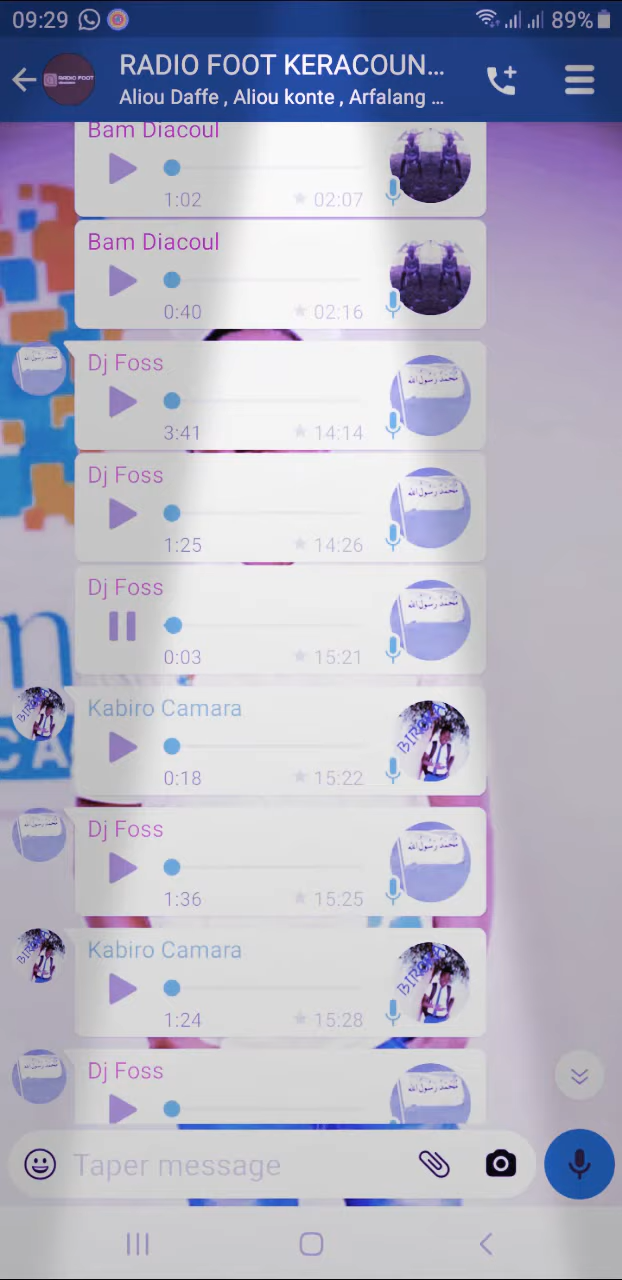 09:29 89%
RADIO FOOT KERACOUN...
Aliou Daffe , Aliou konte , Arfalang ...
RADIO FOOT
Bam Diacoul
1:02 02:07
Bam Diacoul
0:40 02:16
Dj Foss
3:41 14:14
Dj Foss
1:25 14:26
Dj Foss
0:03 15:21
Kabiro Camara
0:18 15:22
Dj Foss
1:36 15:25
Kabiro Camara
1:24 15:28
Dj Foss
Taper message